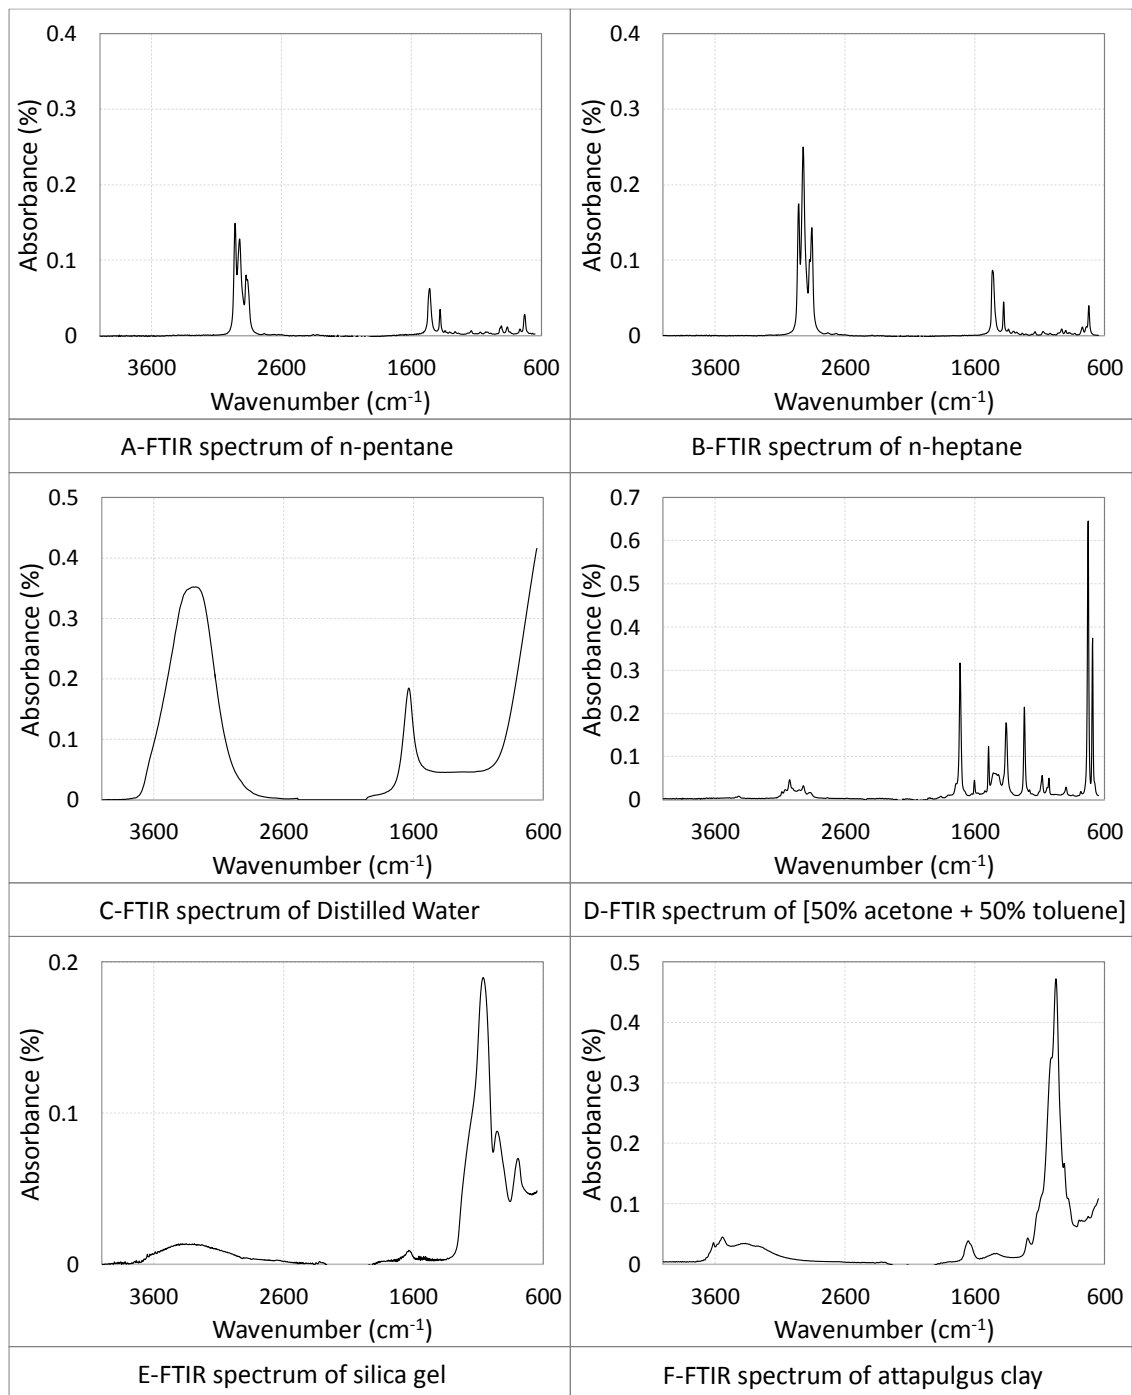 0.4
0.3
0.2
0.1
0
Absorbance (%)
3600 2600 1600 600
Wavenumber (cm-1)
A-FTIR spectrum of n-pentane
0.4
0.3
0.2
0.1
0
Absorbance (%)
3600 2600 1600 600
Wavenumber (cm-1)
B-FTIR spectrum of n-heptane
0.5
0.4
0.3
0.2
0.1
0
Absorbance (%)
3600 2600 1600 600
Wavenumber (cm-1)
C-FTIR spectrum of Distilled Water
0.7
0.6
0.5
0.4
0.3
0.2
0.1
0
Absorbance (%)
3600 2600 1600 600
Wavenumber (cm-1)
D-FTIR spectrum of [50% acetone + 50% toluene]
0.2
0.1
0
Absorbance (%)
3600 2600 1600 600
Wavenumber (cm-1)
E-FTIR spectrum of silica gel
0.5
0.4
0.3
0.2
0.1
0
Absorbance (%)
3600 2600 1600 600
Wavenumber (cm-1)
F-FTIR spectrum of attapulgus clay